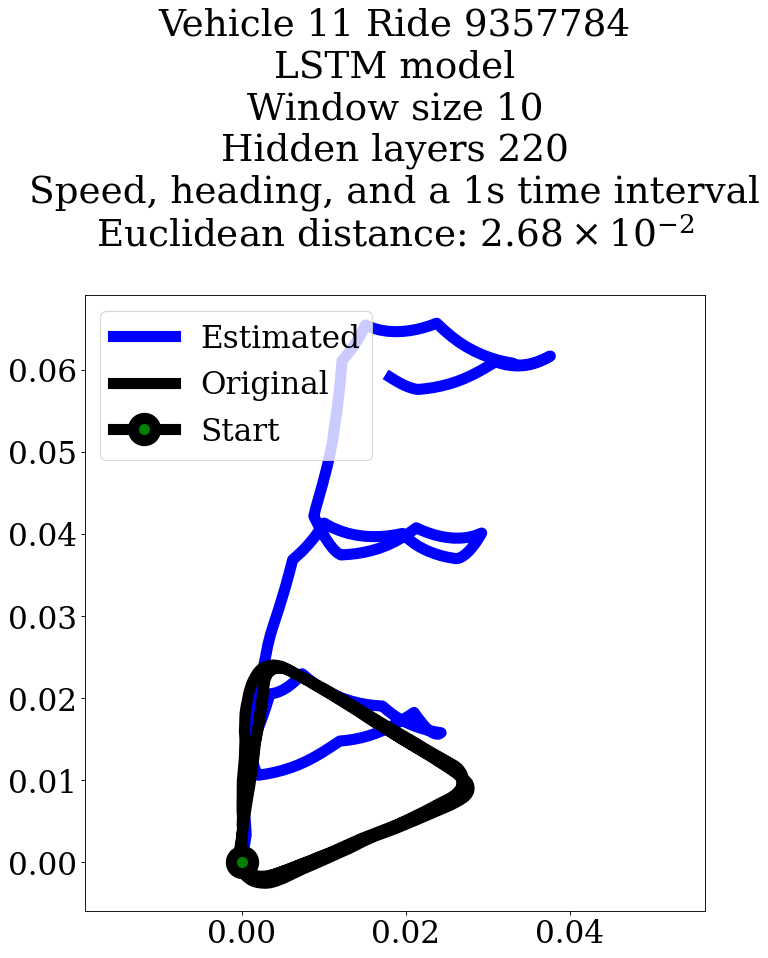 Vehicle 11 Ride 9357784
LSTM model
Window size 10
Hidden layers 220
Speed, heading, and a 1s time interval
Euclidean distance: 2.68 × 10⁻²
Estimated
Original
Start
0.06
0.05
0.04
0.03
0.02
0.01
0.00
0.00 0.02 0.04